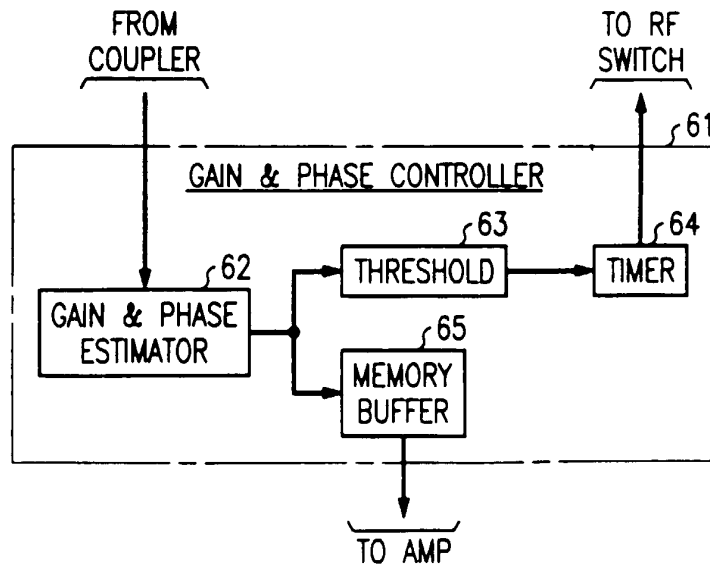 FROM
COUPLER
TO RF
SWITCH
61
GAIN & PHASE CONTROLLER
62
GAIN & PHASE
ESTIMATOR
63
THRESHOLD
64
TIMER
65
MEMORY
BUFFER
TO AMP